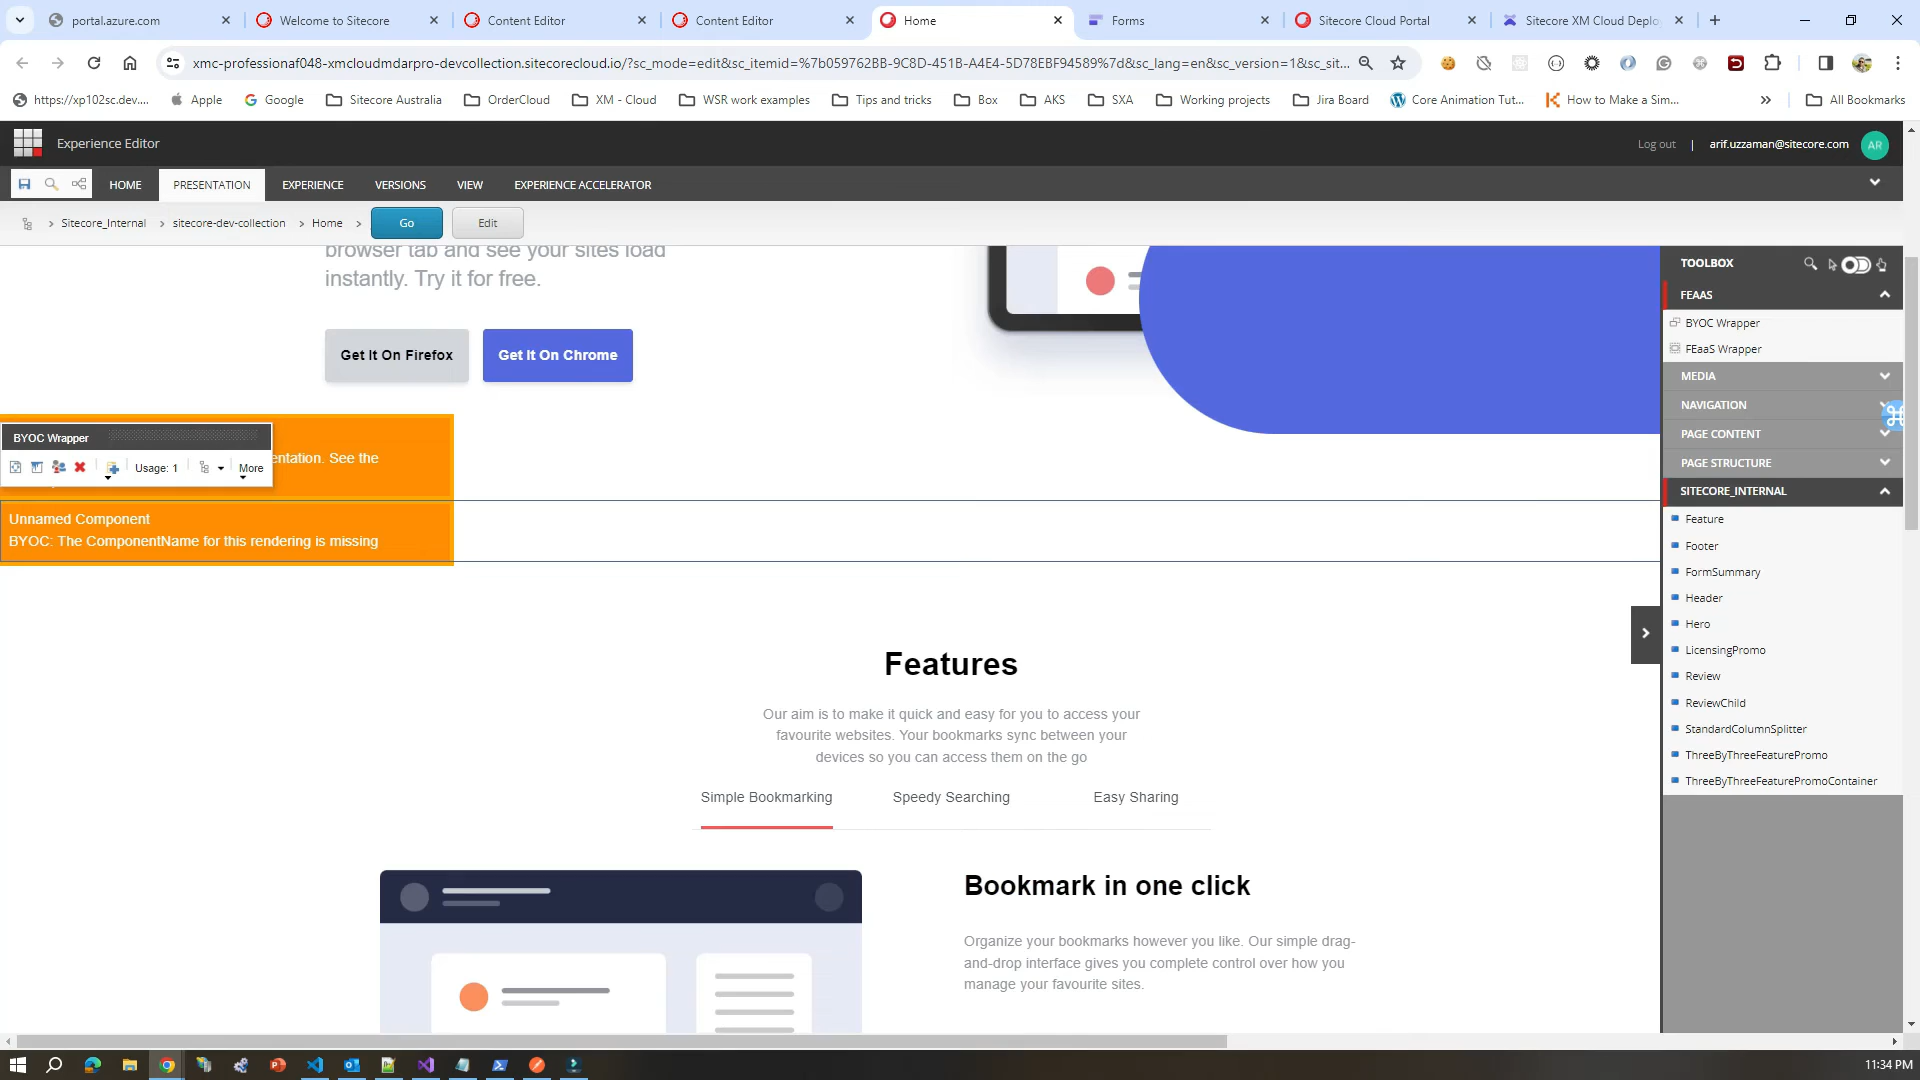 portal.azure.com
Welcome to Sitecore
Content Editor
Content Editor
Home
Forms
Sitecore Cloud Portal
Sitecore XM Cloud Deplo
xmc-professionaf048-xmcloudmdarpro-devcollection.sitecorecloud.io/?sc_mode=edit&sc_itemid=%7b059762BB-9C8D-451B-A4E4-5D78EBF94589%7d&sc_lang=en&sc_version=1&sc_sit...
https://xp102sc.dev....
Apple
Google
Sitecore Australia
OrderCloud
XM - Cloud
WSR work examples
Tips and tricks
Box
AKS
SXA
Working projects
Jira Board
Core Animation Tut...
How to Make a Sim...
All Bookmarks
Experience Editor
Log out
|
arif.uzzaman@sitecore.com
AR
HOME
PRESENTATION
EXPERIENCE
VERSIONS
VIEW
EXPERIENCE ACCELERATOR
Sitecore_Internal
sitecore-dev-collection
Home
Go
Edit
browser tab and see your sites load
instantly. Try it for free.
Get It On Firefox
Get It On Chrome
BYOC Wrapper
entation. See the
Usage: 1
More
Unnamed Component
BYOC: The ComponentName for this rendering is missing
Features
Our aim is to make it quick and easy for you to access your
favourite websites. Your bookmarks sync between your
devices so you can access them on the go
Simple Bookmarking
Speedy Searching
Easy Sharing
Bookmark in one click
Organize your bookmarks however you like. Our simple drag-
and-drop interface gives you complete control over how you
manage your favourite sites.
TOOLBOX
FEAAS
BYOC Wrapper
FEaaS Wrapper
MEDIA
NAVIGATION
PAGE CONTENT
PAGE STRUCTURE
SITECORE_INTERNAL
Feature
Footer
FormSummary
Header
Hero
LicensingPromo
Review
ReviewChild
StandardColumnSplitter
ThreeByThreeFeaturePromo
ThreeByThreeFeaturePromoContainer
11:34 PM